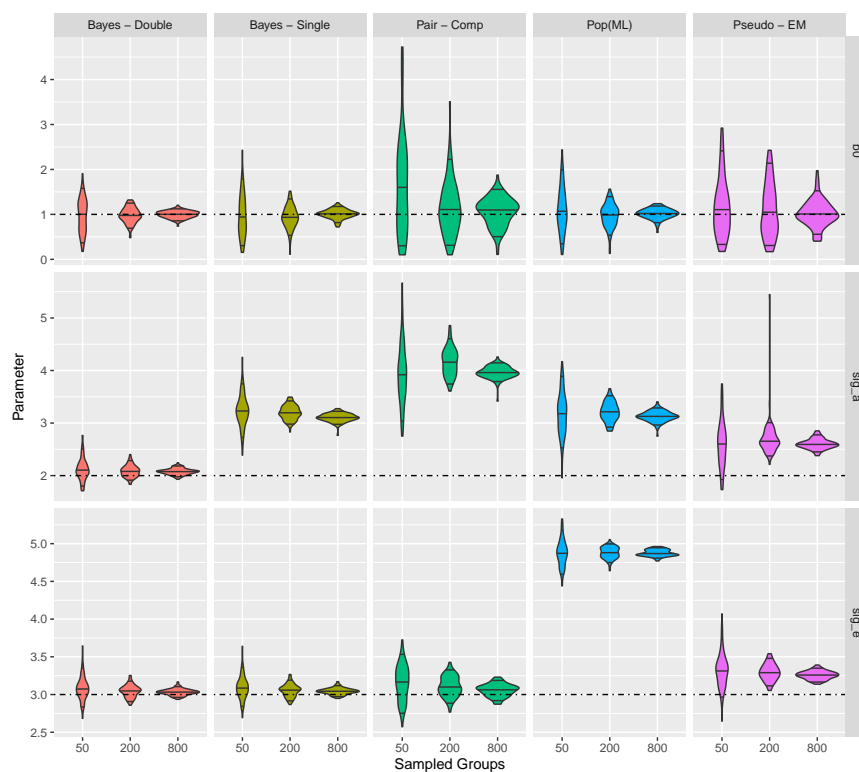 Bayes − Double Bayes − Single Pair − Comp Pop(ML) Pseudo − EM
4
3
2
1
0
b0
5
4
3
2
sig_a
5.0
4.5
4.0
3.5
3.0
2.5
sig_e
50 200 800 50 200 800 50 200 800 50 200 800 50 200 800
Sampled Groups
Parameter